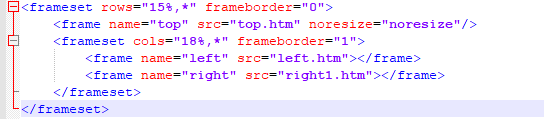 <frameset rows="15%,*" frameborder="0">
<frame name="top" src="top.htm" noresize="noresize"/>
<frameset cols="18%,*" frameborder="1">
<frame name="left" src="left.htm"></frame>
<frame name="right" src="right1.htm"></frame>
</frameset>
</frameset>